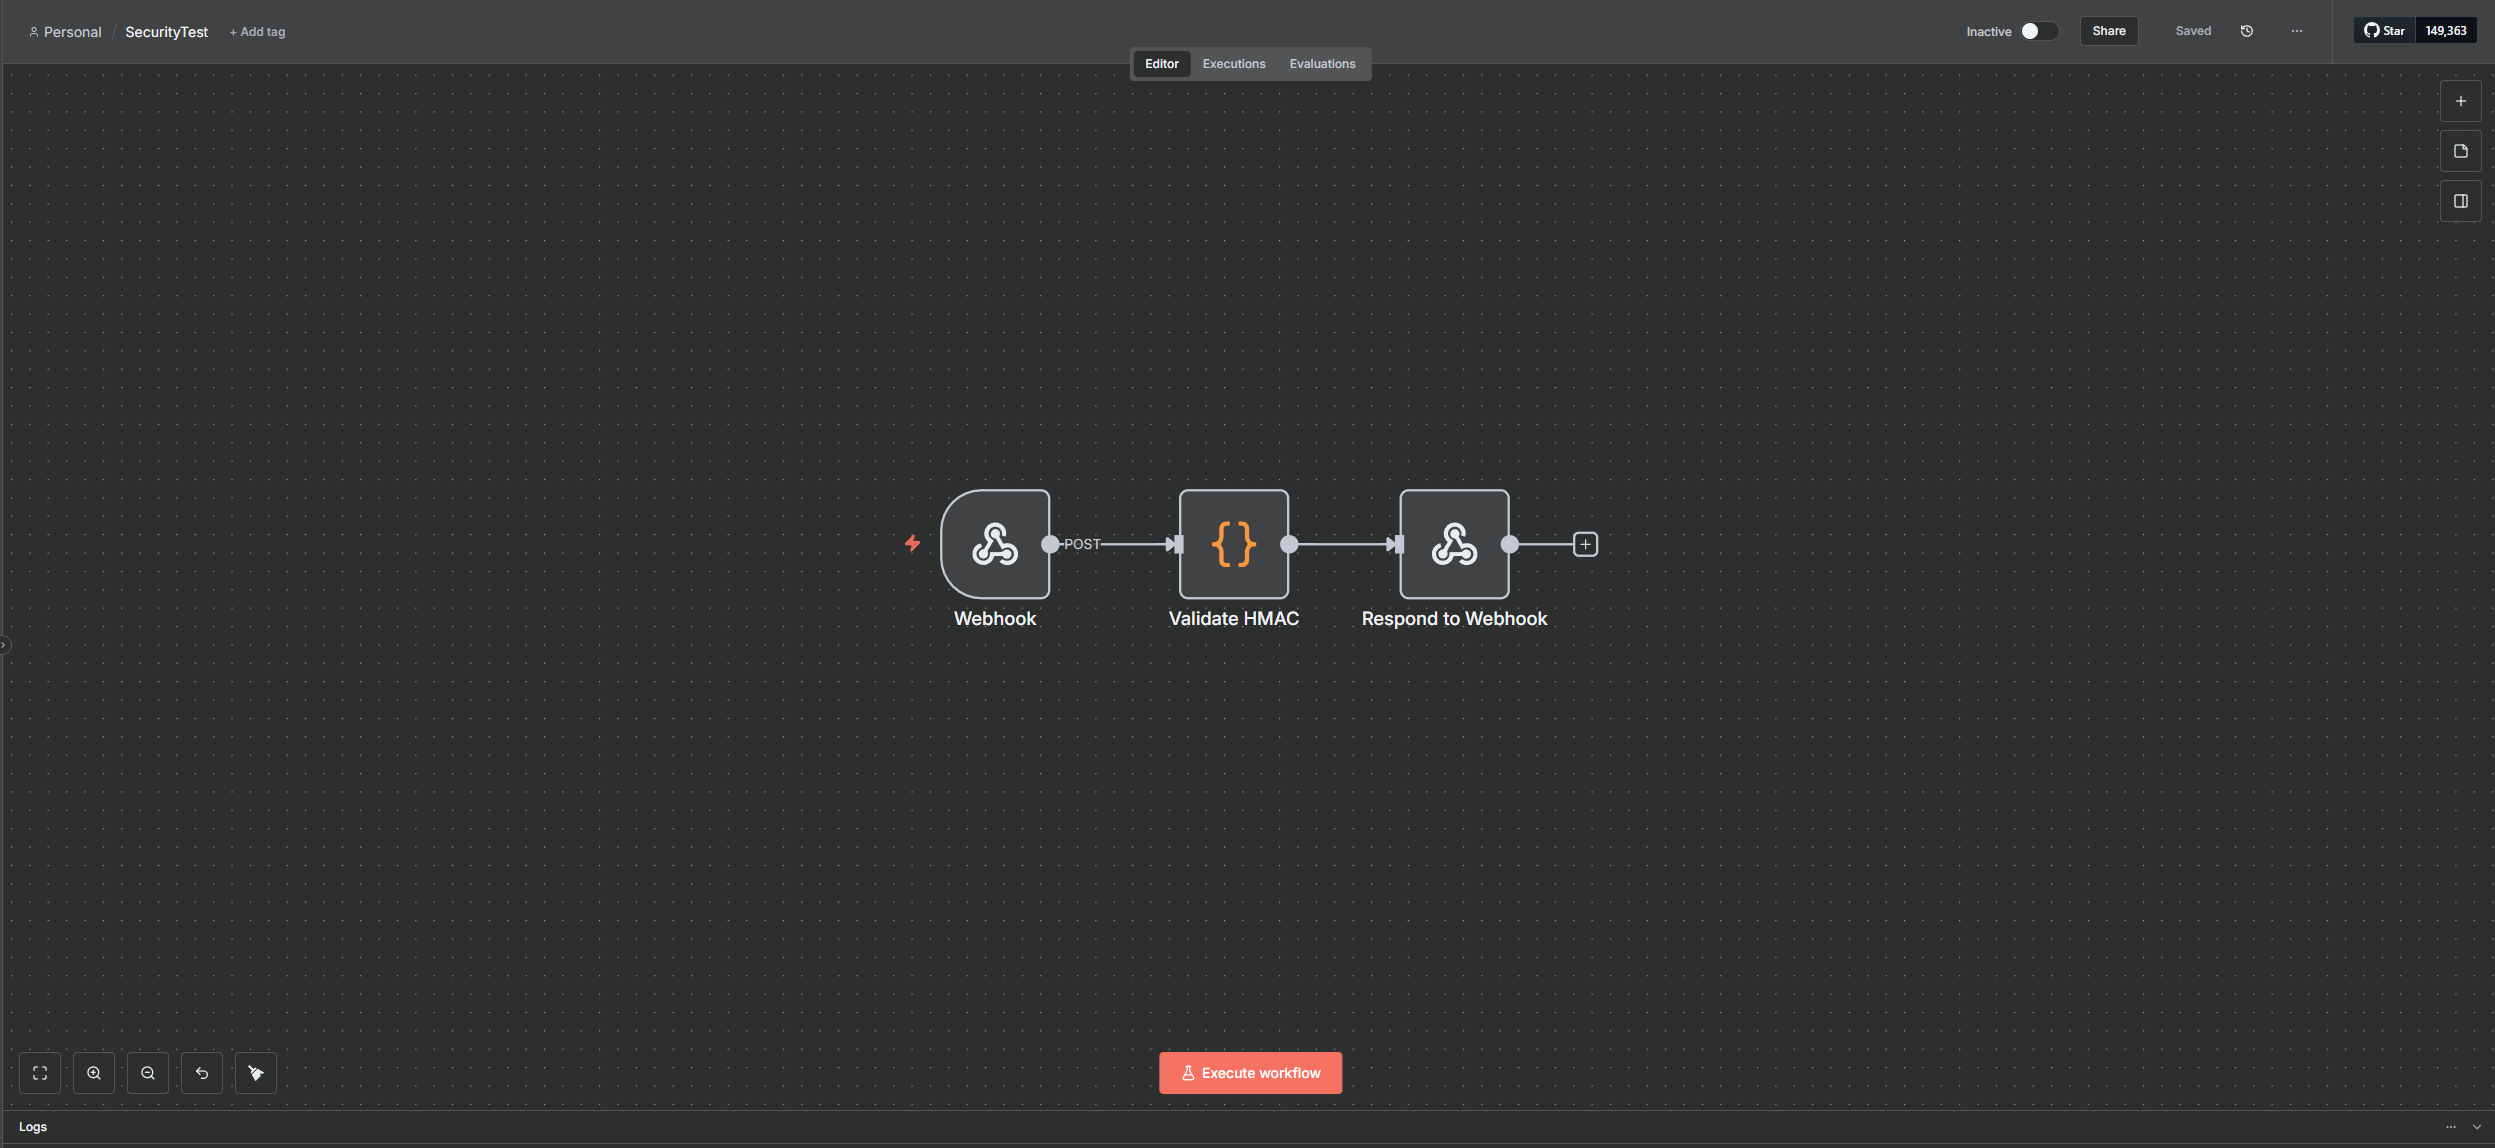 Personal / SecurityTest + Add tag
Inactive Share Saved ... Star 149,363
Editor Executions Evaluations
POST
Webhook Validate HMAC Respond to Webhook
Execute workflow
Logs